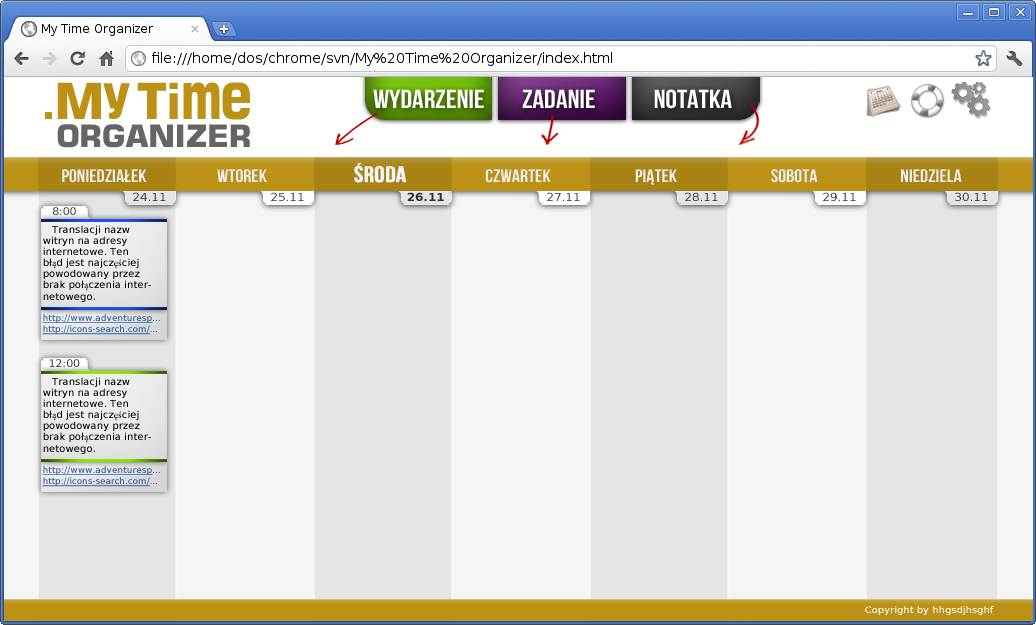 My Time Organizer
file:///home/dos/chrome/svn/My%20Time%20Organizer/index.html
.My Time
ORGANIZER
WYDARZENIE
ZADANIE
NOTATKA
PONIEDZIAŁEK
WTOREK
ŚRODA
CZWARTEK
PIĄTEK
SOBOTA
NIEDZIELA
24.11
25.11
26.11
27.11
28.11
29.11
30.11
8:00
Translacji nazw
witryn na adresy
internetowe. Ten
błąd jest najczęściej
powodowany przez
brak połączenia inter-
netowego.
http://www.adventuresp...
http://icons-search.com/...
12:00
Translacji nazw
witryn na adresy
internetowe. Ten
błąd jest najczęściej
powodowany przez
brak połączenia inter-
netowego.
http://www.adventuresp...
http://icons-search.com/...
Copyright by hhgsdjhsghf